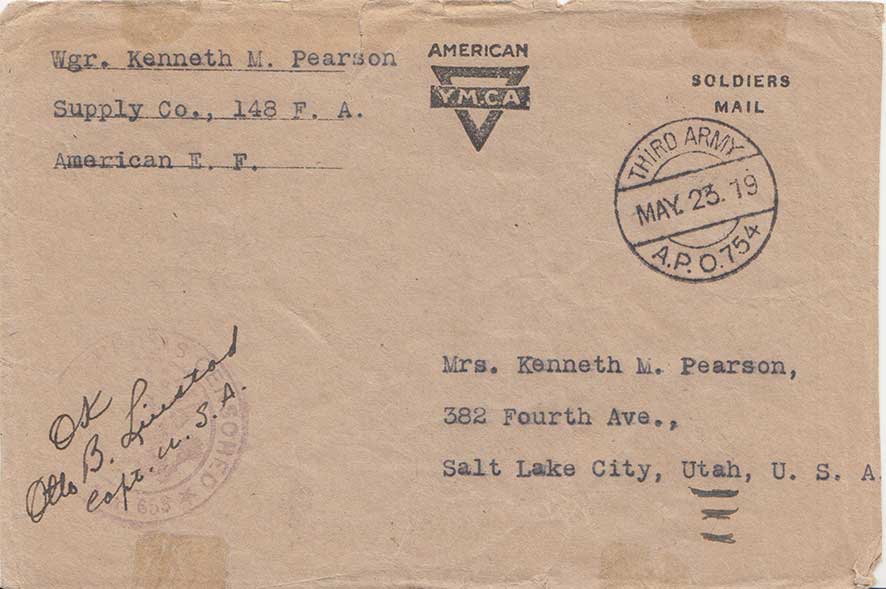 Wgr. Kenneth M. Pearson
Supply Co., 148 F. A.
American E. F.
AMERICAN
Y.M.C.A
SOLDIERS
MAIL
THIRD ARMY
MAY. 23. 19
A.P.O.754
OK
Otto B.
Capt. U.S.A.
CENSORED
Mrs. Kenneth M. Pearson,
382 Fourth Ave.,
Salt Lake City, Utah, U. S. A